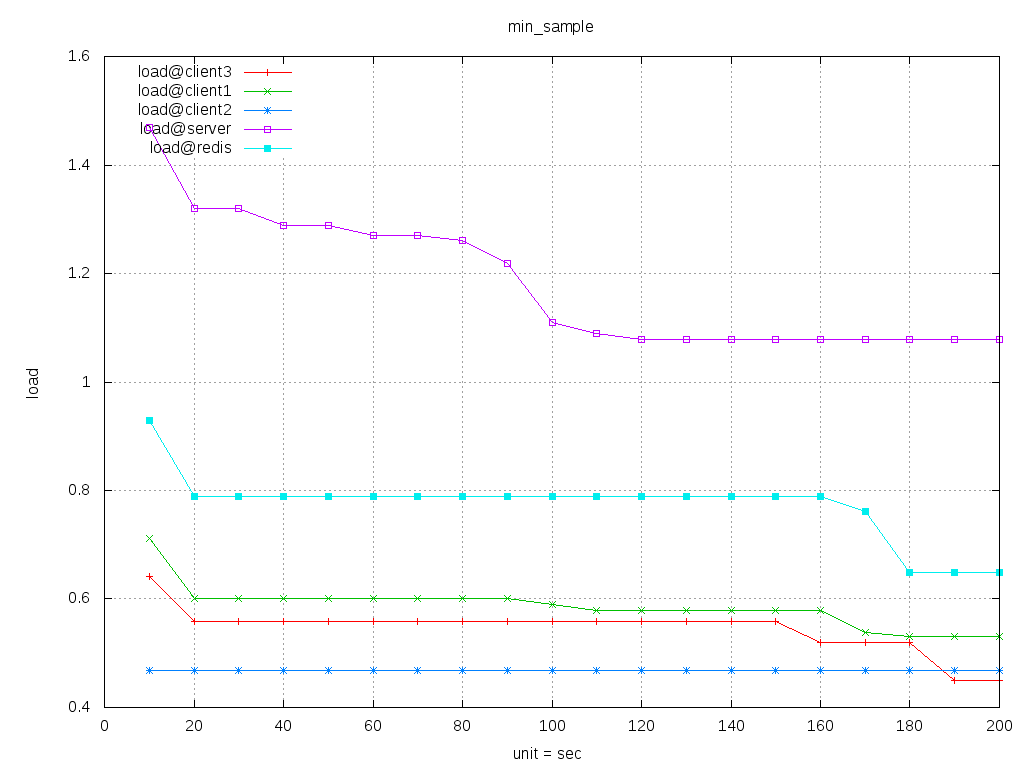 min_sample
1.6
1.4
1.2
1
0.8
0.6
0.4
load
load@client3
load@client1
load@client2
load@server
load@redis
0 20 40 60 80 100 120 140 160 180 200
unit = sec